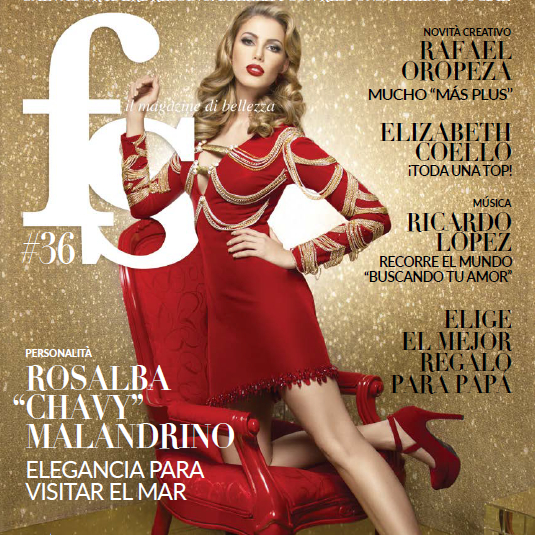 fs
il magazine di bellezza
#36
NOVITÀ CREATIVO
RAFAEL
OROPEZA
MUCHO “MÁS PLUS”
ELIZABETH
COELLO
¡TODA UNA TOP!
MÚSICA
RICARDO
LÓPEZ
RECORRE EL MUNDO
“BUSCANDO TU AMOR”
ELIGE
EL MEJOR
REGALO
PARA PAPA
PERSONALITÀ
ROSALBA
“CHAVY”
MALANDRINO
ELEGANCIA PARA
VISITAR EL MAR